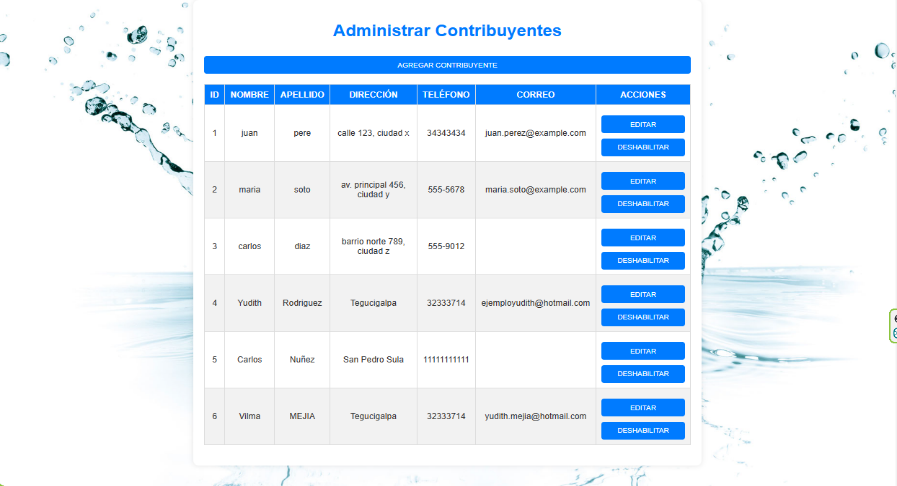 Administrar Contribuyentes
AGREGAR CONTRIBUYENTE
ID NOMBRE APELLIDO DIRECCIÓN TELÉFONO CORREO ACCIONES
1 juan pere calle 123, ciudad x 34343434 juan.perez@example.com
EDITAR
DESHABILITAR
2 maria soto av. principal 456,
ciudad y 555-5678 maria.soto@example.com
EDITAR
DESHABILITAR
3 carlos diaz barrio norte 789,
ciudad z 555-9012
EDITAR
DESHABILITAR
4 Yudith Rodriguez Tegucigalpa 32333714 ejemployudith@hotmail.com
EDITAR
DESHABILITAR
5 Carlos Nuñez San Pedro Sula 11111111111
EDITAR
DESHABILITAR
6 Vilma MEJIA Tegucigalpa 32333714 yudith.mejia@hotmail.com
EDITAR
DESHABILITAR